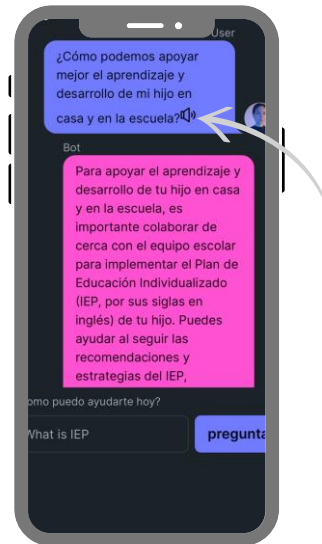 User
¿Cómo podemos apoyar
mejor el aprendizaje y
desarrollo de mi hijo en
casa y en la escuela?
Bot
Para apoyar el aprendizaje y
desarrollo de tu hijo en casa
y en la escuela, es
importante colaborar de
cerca con el equipo escolar
para implementar el Plan de
Educación Individualizado
(IEP, por sus siglas en
inglés) de tu hijo. Puedes
ayudar al seguir las
recomendaciones y
estrategias del IEP,
omo puedo ayudarte hoy?
What is IEP
pregunta